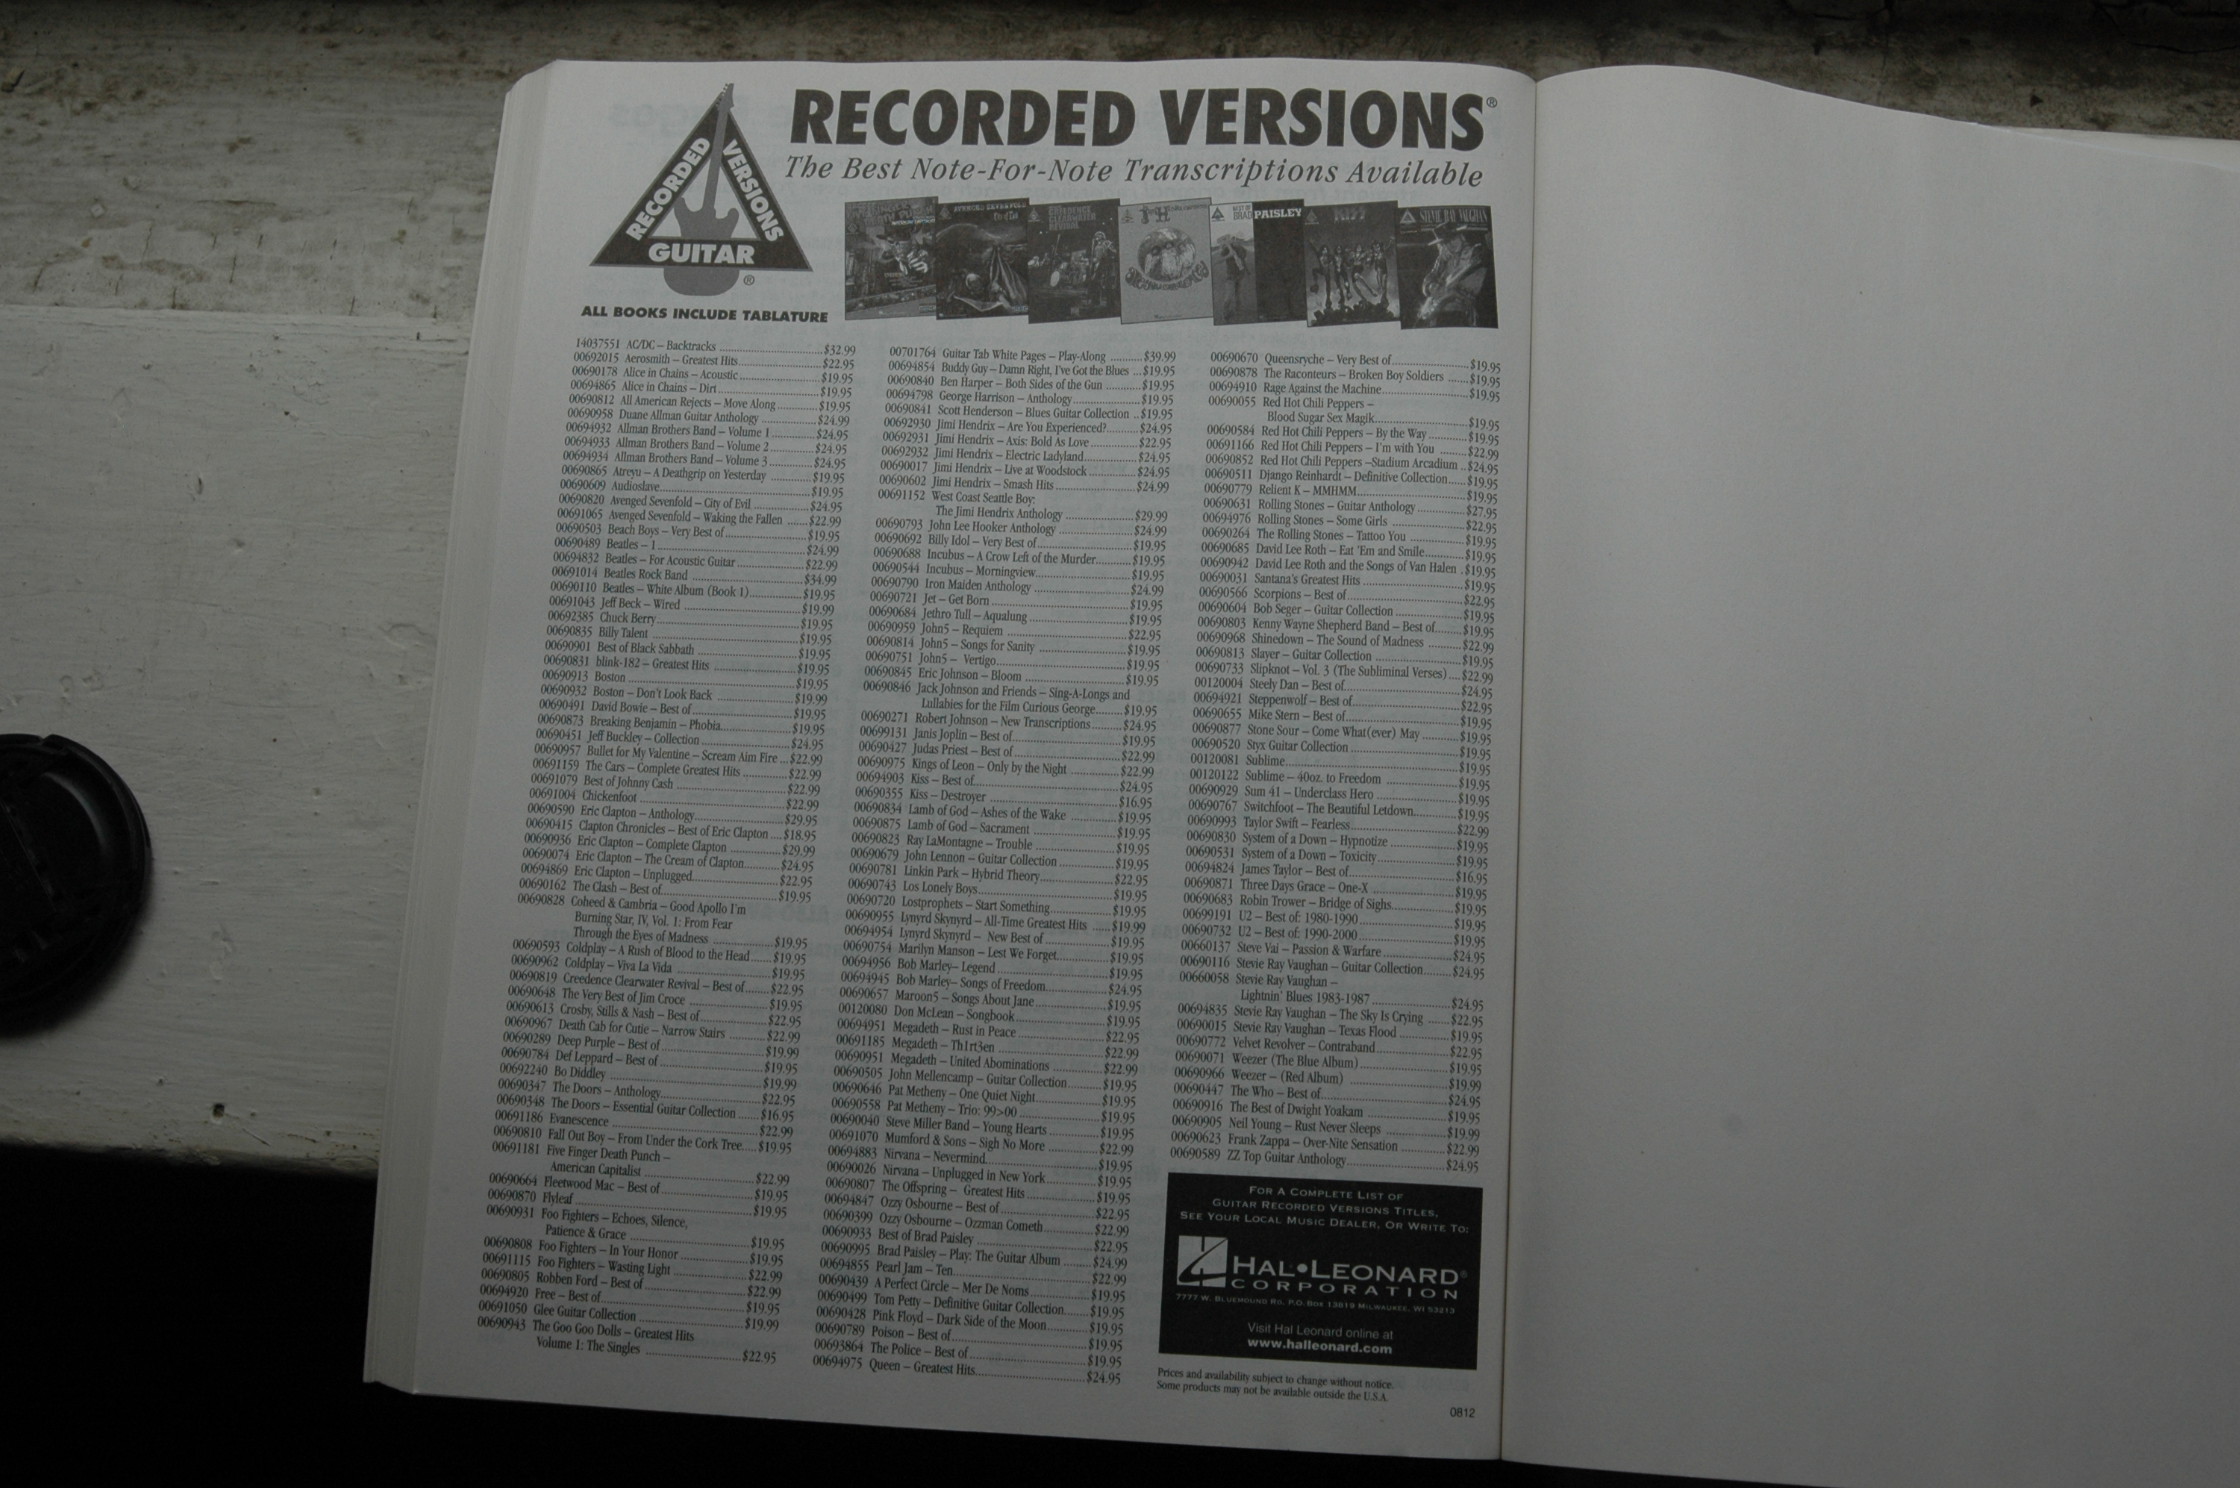 RECORDED VERSIONS®
The Best Note-For-Note Transcriptions Available
RECORDED VERSIONS GUITAR ®
ALL BOOKS INCLUDE TABLATURE
BRAD PAISLEY
STEVIE RAY VAUGHAN
14037551 AC/DC – Backtracks $32.99
00692015 Aerosmith – Greatest Hits $22.95
00690178 Alice in Chains – Acoustic $19.95
00694865 Alice in Chains – Dirt $19.95
00690812 All American Rejects – Move Along $19.95
00690958 Duane Allman Guitar Anthology $24.99
00694932 Allman Brothers Band – Volume 1 $24.95
00694933 Allman Brothers Band – Volume 2 $24.95
00694934 Allman Brothers Band – Volume 3 $24.95
00690865 Atreyu – A Deathgrip on Yesterday $19.95
00690609 Audioslave $19.95
00690820 Avenged Sevenfold – City of Evil $24.95
00691065 Avenged Sevenfold – Waking the Fallen $22.99
00690503 Beach Boys – Very Best of $19.95
00690489 Beatles – 1 $24.99
00694832 Beatles – For Acoustic Guitar $22.99
00691014 Beatles Rock Band $34.99
00690110 Beatles – White Album (Book 1) $19.95
00691043 Jeff Beck – Wired $19.99
00692385 Chuck Berry $19.95
00690835 Billy Talent $19.95
00690901 Best of Black Sabbath $19.95
00690831 blink-182 – Greatest Hits $19.95
00690913 Boston $19.95
00690932 Boston – Don't Look Back $19.99
00690491 David Bowie – Best of $19.95
00690873 Breaking Benjamin – Phobia $19.95
00690451 Jeff Buckley – Collection $24.95
00690957 Bullet for My Valentine – Scream Aim Fire $22.99
00691159 The Cars – Complete Greatest Hits $22.99
00691079 Best of Johnny Cash $22.99
00691004 Chickenfoot $22.99
00690590 Eric Clapton – Anthology $29.95
00690415 Clapton Chronicles – Best of Eric Clapton $18.95
00690936 Eric Clapton – Complete Clapton $29.99
00690074 Eric Clapton – The Cream of Clapton $24.95
00694869 Eric Clapton – Unplugged $22.95
00690162 The Clash – Best of $19.95
00690828 Coheed & Cambria – Good Apollo I'm
Burning Star, IV, Vol. 1: From Fear
Through the Eyes of Madness $19.95
00690593 Coldplay – A Rush of Blood to the Head $19.95
00690962 Coldplay – Viva La Vida $19.95
00690819 Creedence Clearwater Revival – Best of $22.95
00690648 The Very Best of Jim Croce $19.95
00690613 Crosby, Stills & Nash – Best of $22.95
00690967 Death Cab for Cutie – Narrow Stairs $22.99
00690289 Deep Purple – Best of $19.99
00690784 Def Leppard – Best of $19.95
00692240 Bo Diddley $19.99
00690347 The Doors – Anthology $22.95
00690348 The Doors – Essential Guitar Collection $16.95
00691186 Evanescence $22.99
00690810 Fall Out Boy – From Under the Cork Tree $19.95
00691181 Five Finger Death Punch –
American Capitalist $22.99
00690664 Fleetwood Mac – Best of $19.95
00690870 Flyleaf $19.95
00690931 Foo Fighters – Echoes, Silence,
Patience & Grace $19.95
00690808 Foo Fighters – In Your Honor $19.95
00691115 Foo Fighters – Wasting Light $22.99
00690805 Robben Ford – Best of $22.99
00694920 Free – Best of $19.95
00691050 Glee Guitar Collection $19.99
00690943 The Goo Goo Dolls – Greatest Hits
Volume 1: The Singles $22.95
00701764 Guitar Tab White Pages – Play-Along $39.99
00694854 Buddy Guy – Damn Right, I've Got the Blues $19.95
00690840 Ben Harper – Both Sides of the Gun $19.95
00694798 George Harrison – Anthology $19.95
00690841 Scott Henderson – Blues Guitar Collection $19.95
00692930 Jimi Hendrix – Are You Experienced? $24.95
00692931 Jimi Hendrix – Axis: Bold As Love $22.95
00692932 Jimi Hendrix – Electric Ladyland $24.95
00690017 Jimi Hendrix – Live at Woodstock $24.95
00690602 Jimi Hendrix – Smash Hits $24.99
00691152 West Coast Seattle Boy:
The Jimi Hendrix Anthology $29.99
00690793 John Lee Hooker Anthology $24.99
00690692 Billy Idol – Very Best of $19.95
00690688 Incubus – A Crow Left of the Murder $19.95
00690544 Incubus – Morningview $19.95
00690790 Iron Maiden Anthology $24.99
00690721 Jet – Get Born $19.95
00690684 Jethro Tull – Aqualung $19.95
00690959 John5 – Requiem $22.95
00690814 John5 – Songs for Sanity $19.95
00690751 John5 – Vertigo $19.95
00690845 Eric Johnson – Bloom $19.95
00690846 Jack Johnson and Friends – Sing-A-Longs and
Lullabies for the Film Curious George $19.95
00690271 Robert Johnson – New Transcriptions $24.95
00699131 Janis Joplin – Best of $19.95
00690427 Judas Priest – Best of $22.99
00690975 Kings of Leon – Only by the Night $22.99
00694903 Kiss – Best of $24.95
00690355 Kiss – Destroyer $16.95
00690834 Lamb of God – Ashes of the Wake $19.95
00690875 Lamb of God – Sacrament $19.95
00690823 Ray LaMontagne – Trouble $19.95
00690679 John Lennon – Guitar Collection $19.95
00690781 Linkin Park – Hybrid Theory $22.95
00690743 Los Lonely Boys $19.95
00690720 Lostprophets – Start Something $19.95
00690955 Lynyrd Skynyrd – All-Time Greatest Hits $19.99
00694954 Lynyrd Skynyrd – New Best of $19.95
00690754 Marilyn Manson – Lest We Forget $19.95
00694956 Bob Marley– Legend $19.95
00694945 Bob Marley– Songs of Freedom $24.95
00690657 Maroon5 – Songs About Jane $19.95
00120080 Don McLean – Songbook $19.95
00694951 Megadeth – Rust in Peace $22.95
00691185 Megadeth – Th1rt3en $22.99
00690951 Megadeth – United Abominations $22.99
00690505 John Mellencamp – Guitar Collection $19.95
00690646 Pat Metheny – One Quiet Night $19.95
00690558 Pat Metheny – Trio: 99>00 $19.95
00690040 Steve Miller Band – Young Hearts $19.95
00691070 Mumford & Sons – Sigh No More $22.99
00694883 Nirvana – Nevermind $19.95
00690026 Nirvana – Unplugged in New York $19.95
00690807 The Offspring – Greatest Hits $19.95
00694847 Ozzy Osbourne – Best of $22.95
00690399 Ozzy Osbourne – Ozzman Cometh $22.99
00690933 Best of Brad Paisley $22.95
00690995 Brad Paisley – Play: The Guitar Album $24.99
00694855 Pearl Jam – Ten $22.99
00690439 A Perfect Circle – Mer De Noms $19.95
00690499 Tom Petty – Definitive Guitar Collection $19.95
00690428 Pink Floyd – Dark Side of the Moon $19.95
00690789 Poison – Best of $19.95
00693864 The Police – Best of $19.95
00694975 Queen – Greatest Hits $24.95
00690670 Queensryche – Very Best of $19.95
00690878 The Raconteurs – Broken Boy Soldiers $19.95
00694910 Rage Against the Machine $19.95
00690055 Red Hot Chili Peppers –
Blood Sugar Sex Magik $19.95
00690584 Red Hot Chili Peppers – By the Way $19.95
00691166 Red Hot Chili Peppers – I'm with You $22.99
00690852 Red Hot Chili Peppers –Stadium Arcadium $24.95
00690511 Django Reinhardt – Definitive Collection $19.95
00690779 Relient K – MMHMM $19.95
00690631 Rolling Stones – Guitar Anthology $27.95
00694976 Rolling Stones – Some Girls $22.95
00690264 The Rolling Stones – Tattoo You $19.95
00690685 David Lee Roth – Eat 'Em and Smile $19.95
00690942 David Lee Roth and the Songs of Van Halen $19.95
00690031 Santana's Greatest Hits $19.95
00690566 Scorpions – Best of $22.95
00690604 Bob Seger – Guitar Collection $19.95
00690803 Kenny Wayne Shepherd Band – Best of $19.95
00690968 Shinedown – The Sound of Madness $22.99
00690813 Slayer – Guitar Collection $19.95
00690733 Slipknot – Vol. 3 (The Subliminal Verses) $22.99
00120004 Steely Dan – Best of $24.95
00694921 Steppenwolf – Best of $22.95
00690655 Mike Stern – Best of $19.95
00690877 Stone Sour – Come What(ever) May $19.95
00690520 Styx Guitar Collection $19.95
00120081 Sublime $19.95
00120122 Sublime – 40oz. to Freedom $19.95
00690929 Sum 41 – Underclass Hero $19.95
00690767 Switchfoot – The Beautiful Letdown $19.95
00690993 Taylor Swift – Fearless $22.99
00690830 System of a Down – Hypnotize $19.95
00690531 System of a Down – Toxicity $19.95
00694824 James Taylor – Best of $16.95
00690871 Three Days Grace – One-X $19.95
00690683 Robin Trower – Bridge of Sighs $19.95
00699191 U2 – Best of: 1980-1990 $19.95
00690732 U2 – Best of: 1990-2000 $19.95
00660137 Steve Vai – Passion & Warfare $24.95
00690116 Stevie Ray Vaughan – Guitar Collection $24.95
00660058 Stevie Ray Vaughan –
Lightnin' Blues 1983-1987 $24.95
00694835 Stevie Ray Vaughan – The Sky Is Crying $22.95
00690015 Stevie Ray Vaughan – Texas Flood $19.95
00690772 Velvet Revolver – Contraband $22.95
00690071 Weezer (The Blue Album) $19.95
00690966 Weezer – (Red Album) $19.99
00690447 The Who – Best of $24.95
00690916 The Best of Dwight Yoakam $19.95
00690905 Neil Young – Rust Never Sleeps $19.99
00690623 Frank Zappa – Over-Nite Sensation $22.99
00690589 ZZ Top Guitar Anthology $24.95
FOR A COMPLETE LIST OF
GUITAR RECORDED VERSIONS TITLES,
SEE YOUR LOCAL MUSIC DEALER, OR WRITE TO:
HAL•LEONARD®
CORPORATION
7777 W. BLUEMOUND RD. P.O. BOX 13819 MILWAUKEE, WI 53213
Visit Hal Leonard online at
www.halleonard.com
Prices and availability subject to change without notice.
Some products may not be available outside the U.S.A.
0812